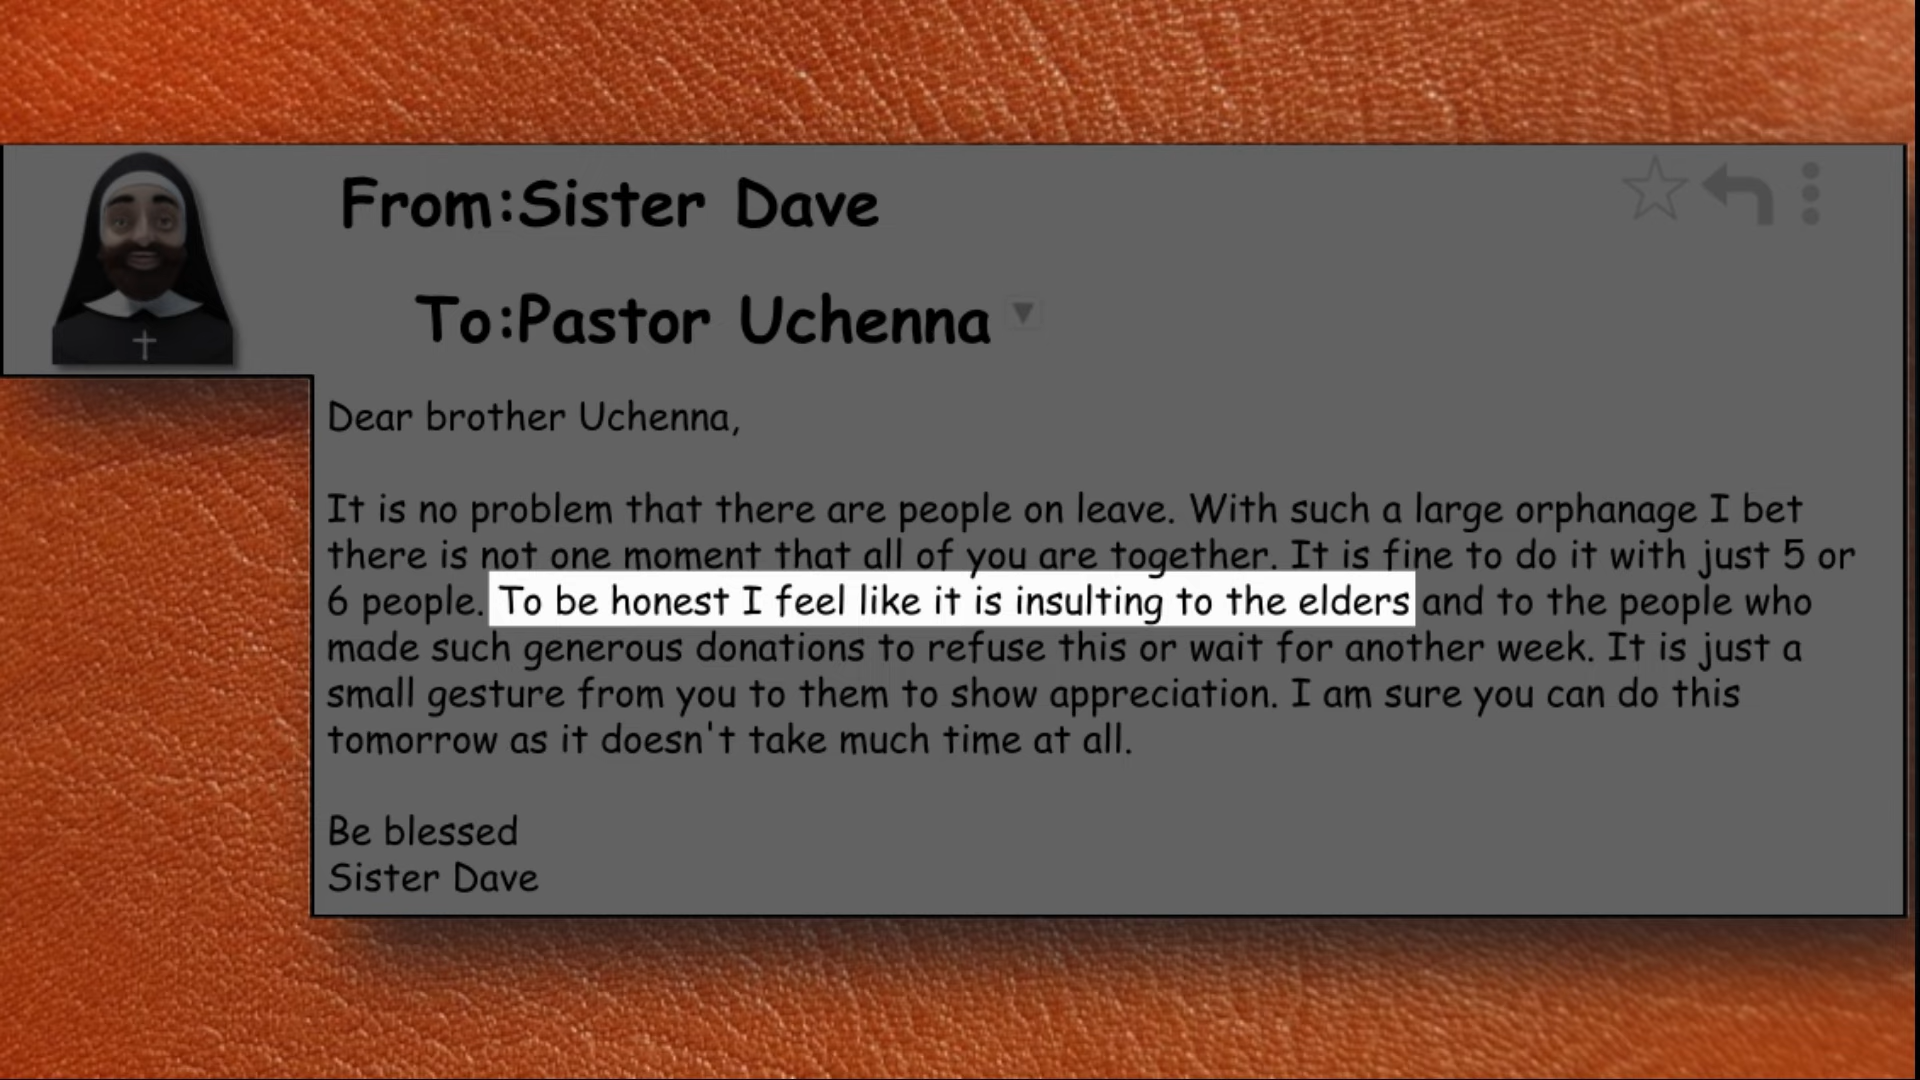 From:Sister Dave
To:Pastor Uchenna
Dear brother Uchenna,
It is no problem that there are people on leave. With such a large orphanage I bet
there is not one moment that all of you are together. It is fine to do it with just 5 or
6 people. To be honest I feel like it is insulting to the elders and to the people who
made such generous donations to refuse this or wait for another week. It is just a
small gesture from you to them to show appreciation. I am sure you can do this
tomorrow as it doesn't take much time at all.
Be blessed
Sister Dave